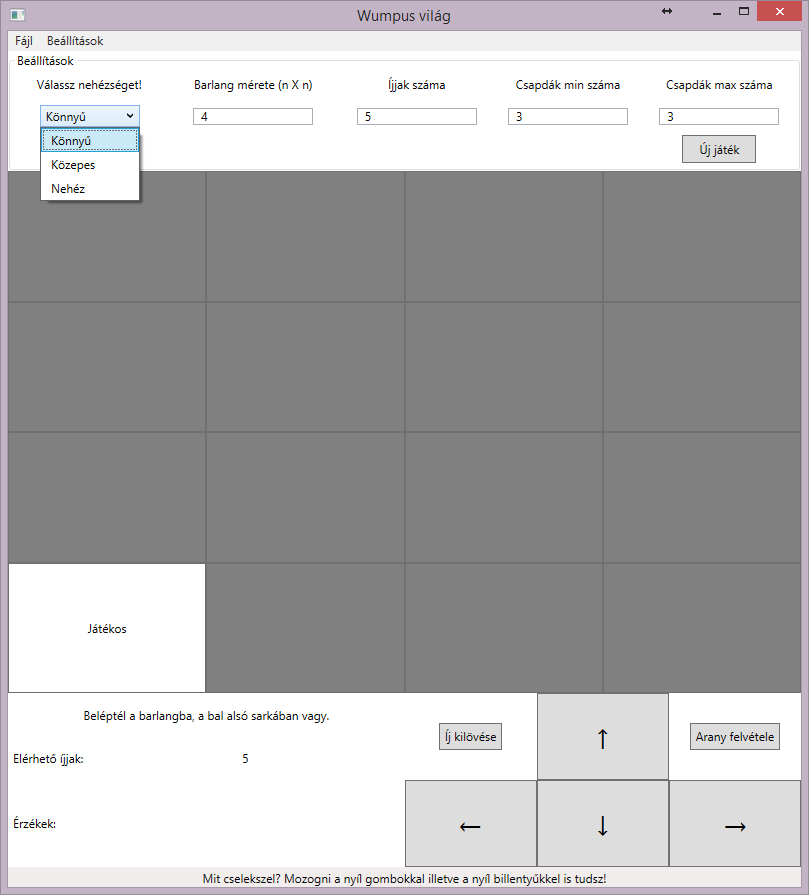 Wumpus világ
Fájl Beállítások
Beállítások
Válassz nehézséget! Barlang mérete (n X n) Íjjak száma Csapdák min száma Csapdák max száma
Könnyű 4 5 3 3
Könnyű
Közepes
Nehéz
Új játék
Játékos
Beléptél a barlangba, a bal alsó sarkában vagy.
Íj kilövése ↑ Arany felvétele
Elérhető íjjak: 5
Érzékek:
← ↓ →
Mit cselekszel? Mozogni a nyíl gombokkal illetve a nyíl billentyűkkel is tudsz!